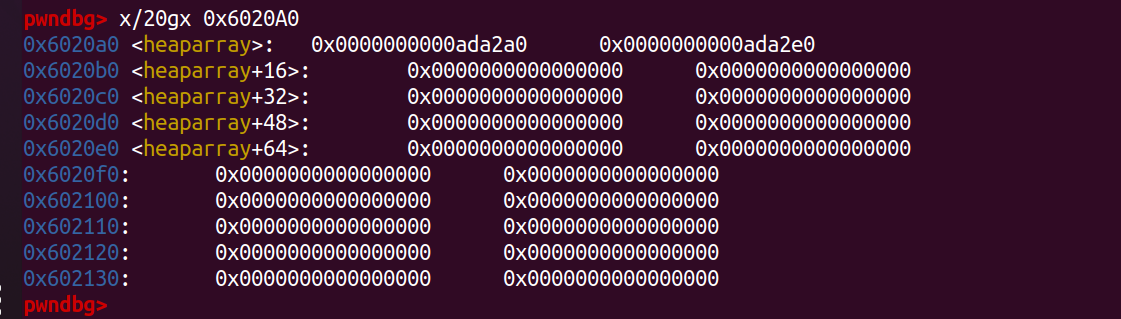 pwndbg> x/20gx 0x6020A0
0x6020a0 <heaparray>: 0x0000000000ada2a0 0x0000000000ada2e0
0x6020b0 <heaparray+16>: 0x0000000000000000 0x0000000000000000
0x6020c0 <heaparray+32>: 0x0000000000000000 0x0000000000000000
0x6020d0 <heaparray+48>: 0x0000000000000000 0x0000000000000000
0x6020e0 <heaparray+64>: 0x0000000000000000 0x0000000000000000
0x6020f0: 0x0000000000000000 0x0000000000000000
0x602100: 0x0000000000000000 0x0000000000000000
0x602110: 0x0000000000000000 0x0000000000000000
0x602120: 0x0000000000000000 0x0000000000000000
0x602130: 0x0000000000000000 0x0000000000000000
pwndbg>